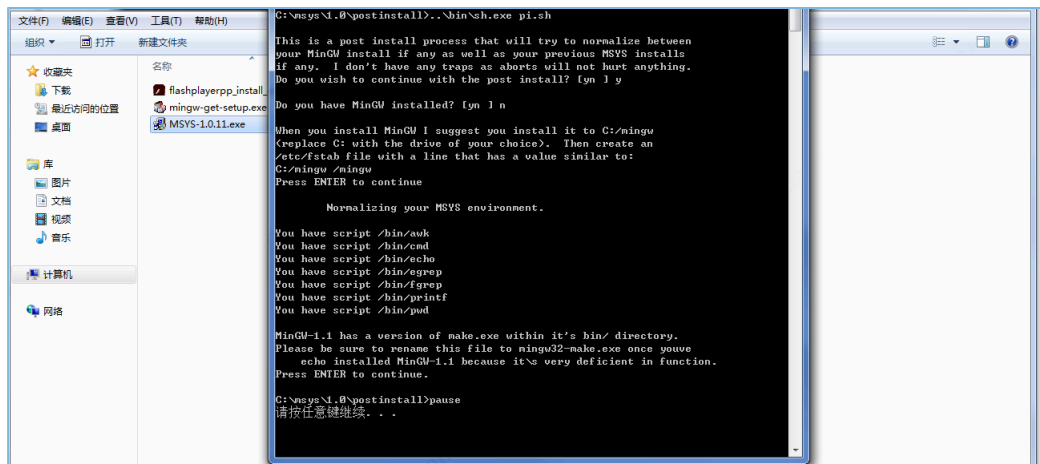 文件(F) 编辑(E) 查看(V) 工具(T) 帮助(H)
组织 打开 新建文件夹
收藏夹
下载
最近访问的位置
桌面
库
图片
文档
视频
音乐
计算机
网络
名称
flashplayerpp_install_
mingw-get-setup.exe
MSYS-1.0.11.exe
C:\msys\1.0\postinstall>..\bin\sh.exe pi.sh
This is a post install process that will try to normalize between
your MinGW install if any as well as your previous MSYS installs
if any. I don't have any traps as aborts will not hurt anything.
Do you wish to continue with the post install? [yn ] y
Do you have MinGW installed? [yn ] n
When you install MinGW I suggest you install it to C:/mingw
(replace C: with the drive of your choice). Then create an
/etc/fstab file with a line that has a value similar to:
C:/mingw /mingw
Press ENTER to continue
Normalizing your MSYS environment.
You have script /bin/awk
You have script /bin/cmd
You have script /bin/echo
You have script /bin/egrep
You have script /bin/fgrep
You have script /bin/printf
You have script /bin/pwd
MinGW-1.1 has a version of make.exe within it's bin/ directory.
Please be sure to rename this file to mingw32-make.exe once youve
echo installed MinGW-1.1 because it\s very deficient in function.
Press ENTER to continue.
C:\msys\1.0\postinstall>pause
请按任意键继续. . .